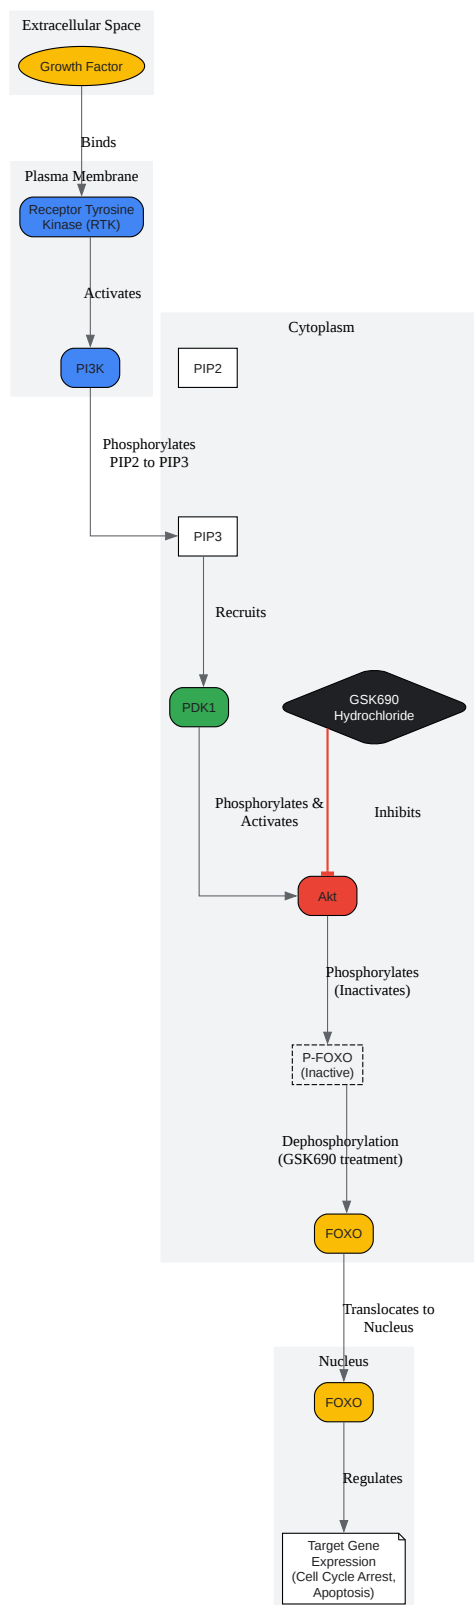 Extracellular Space
Growth Factor
Binds
Plasma Membrane
Receptor Tyrosine
Kinase (RTK)
Activates
Cytoplasm
PI3K
PIP2
Phosphorylates
PIP2 to PIP3
PIP3
Recruits
PDK1
GSK690
Hydrochloride
Phosphorylates &
Activates
Inhibits
Akt
Phosphorylates
(Inactivates)
P-FOXO
(Inactive)
Dephosphorylation
(GSK690 treatment)
FOXO
Translocates to
Nucleus
Nucleus
FOXO
Regulates
Target Gene
Expression
(Cell Cycle Arrest,
Apoptosis)